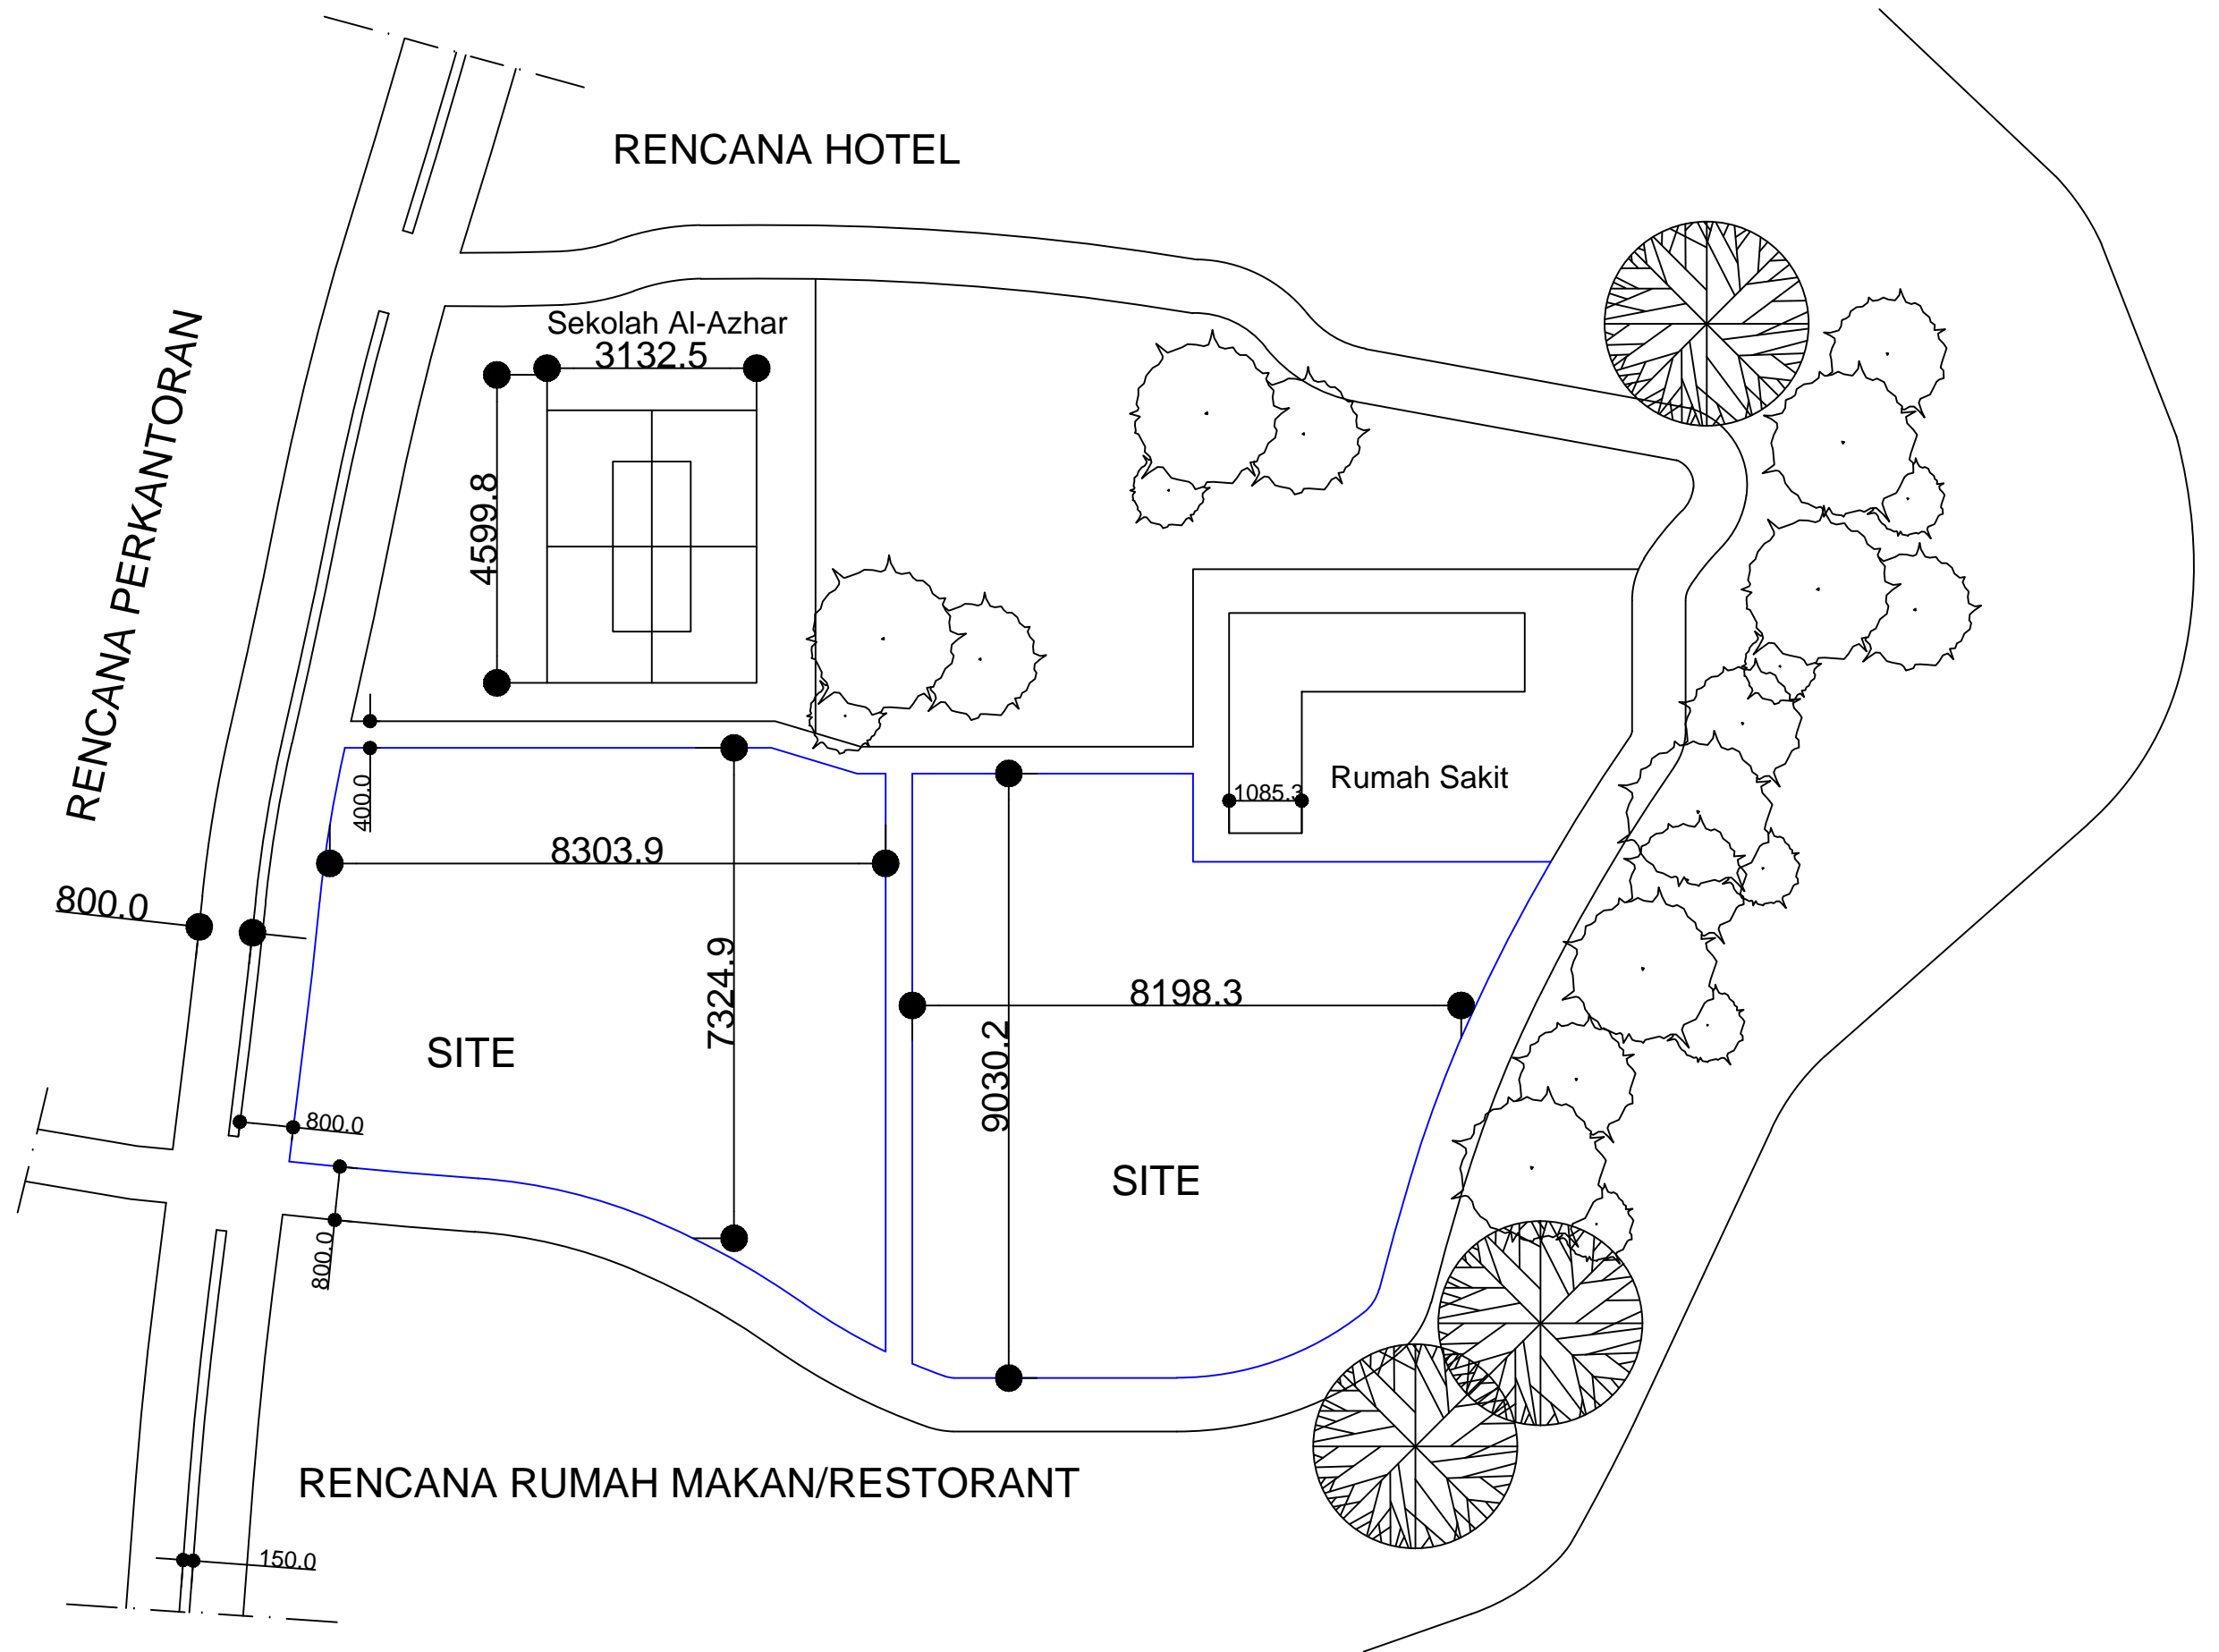 RENCANA HOTEL
RENCANA PERKANTORAN
Sekolah Al-Azhar
3132.5
4599.8
400.0
8303.9
1085.3
Rumah Sakit
800.0
7324.9
8198.3
9030.2
SITE
800.0
SITE
800.0
RENCANA RUMAH MAKAN/RESTORANT
150.0